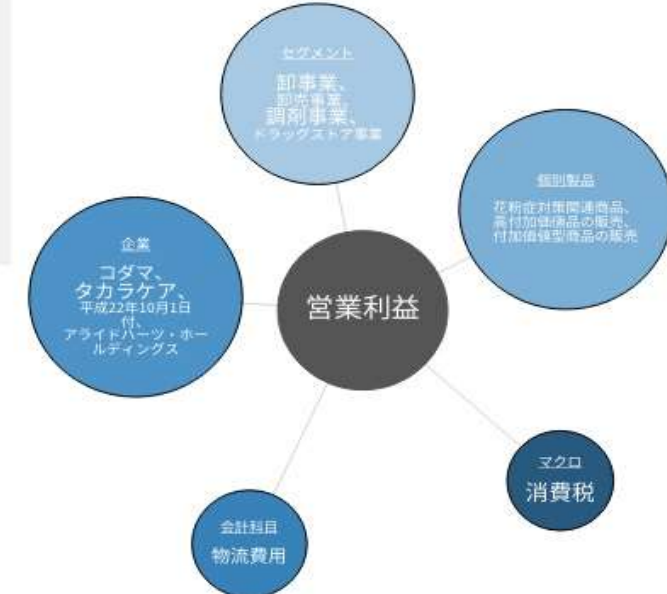 セグメント
卸事業、
卸売事業、
調剤事業、
ドラッグストア事業
個別製品
花粉症対策関連商品、
高付加価値品の販売、
付加価値型商品の販売
企業
コダマ、
タカラケア、
平成22年10月1日
付、
アライドハーツ・ホー
ルディングス
営業利益
マクロ
消費税
会計科目
物流費用